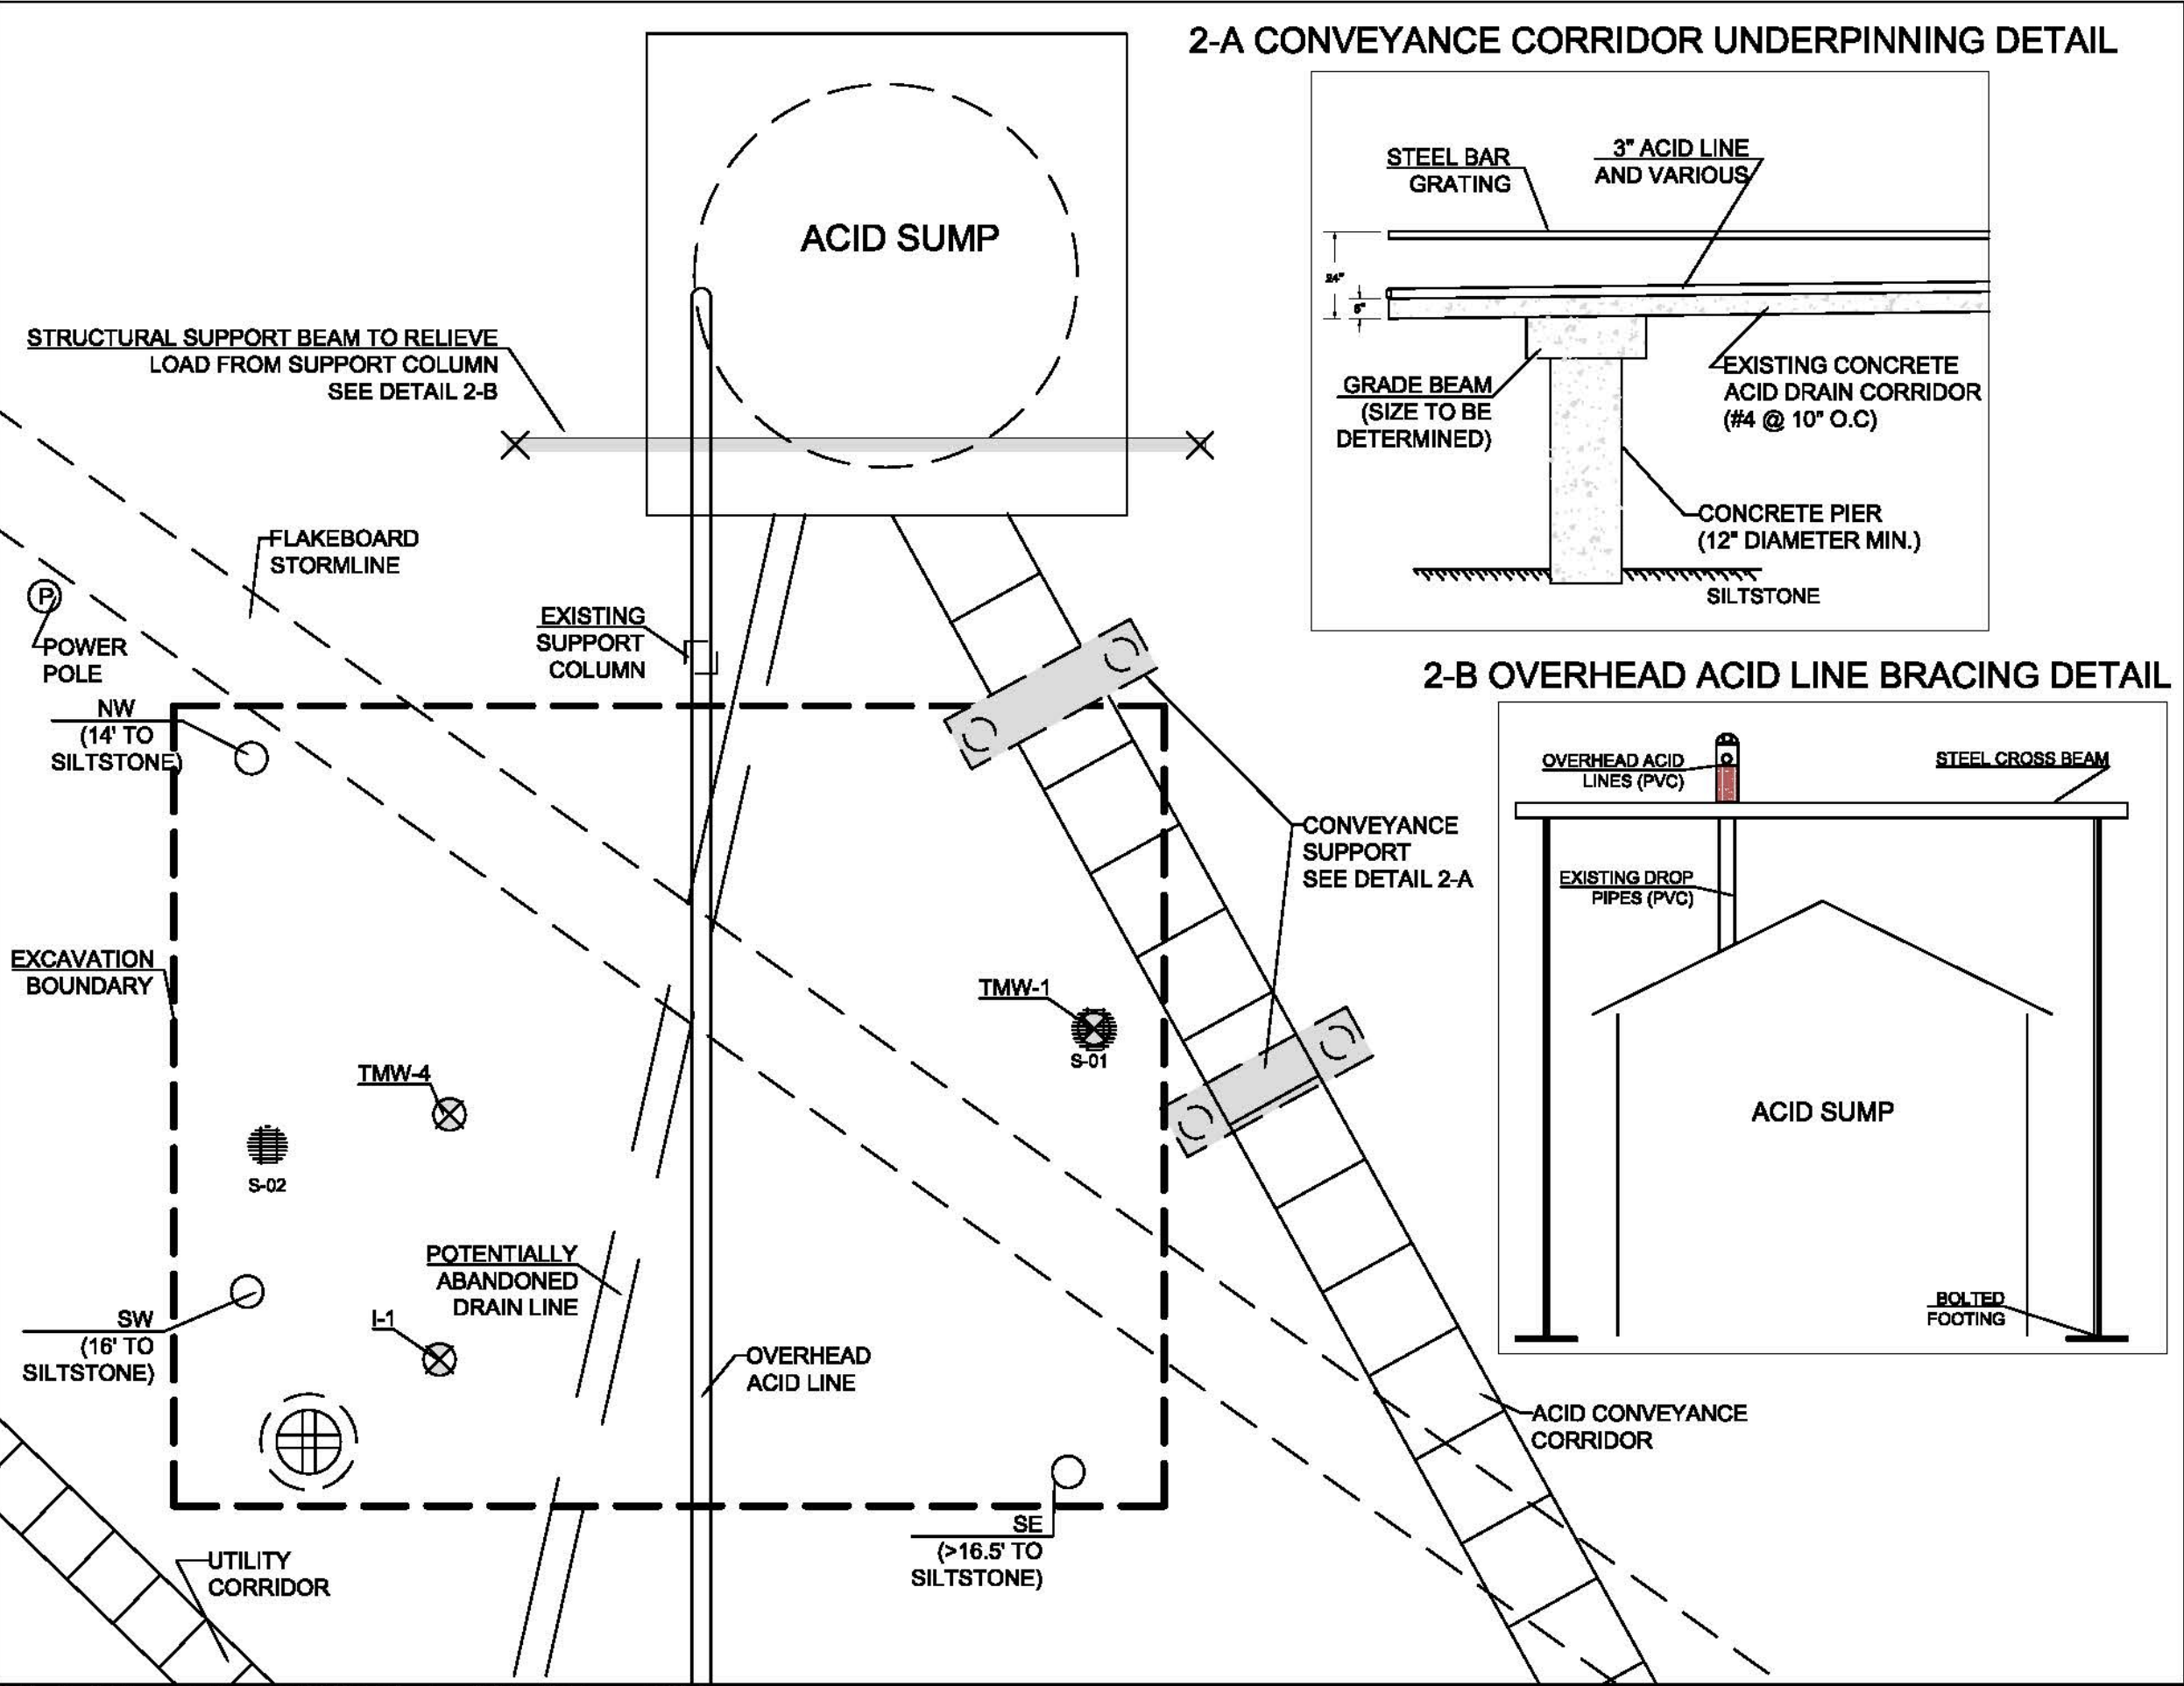 2-A CONVEYANCE CORRIDOR UNDERPINNING DETAIL
STEEL BAR
GRATING
3" ACID LINE
AND VARIOUS
24"
6"
GRADE BEAM
(SIZE TO BE
DETERMINED)
EXISTING CONCRETE
ACID DRAIN CORRIDOR
(#4 @ 10" O.C)
CONCRETE PIER
(12" DIAMETER MIN.)
SILTSTONE
ACID SUMP
STRUCTURAL SUPPORT BEAM TO RELIEVE
LOAD FROM SUPPORT COLUMN
SEE DETAIL 2-B
FLAKEBOARD
STORMLINE
P
POWER
POLE
EXISTING
SUPPORT
COLUMN
NW
(14' TO
SILTSTONE)
2-B OVERHEAD ACID LINE BRACING DETAIL
OVERHEAD ACID
LINES (PVC)
STEEL CROSS BEAM
EXISTING DROP
PIPES (PVC)
ACID SUMP
BOLTED
FOOTING
CONVEYANCE
SUPPORT
SEE DETAIL 2-A
EXCAVATION
BOUNDARY
TMW-1
S-01
TMW-4
S-02
POTENTIALLY
ABANDONED
DRAIN LINE
SW
(16' TO
SILTSTONE)
I-1
OVERHEAD
ACID LINE
ACID CONVEYANCE
CORRIDOR
SE
(>16.5' TO
SILTSTONE)
UTILITY
CORRIDOR